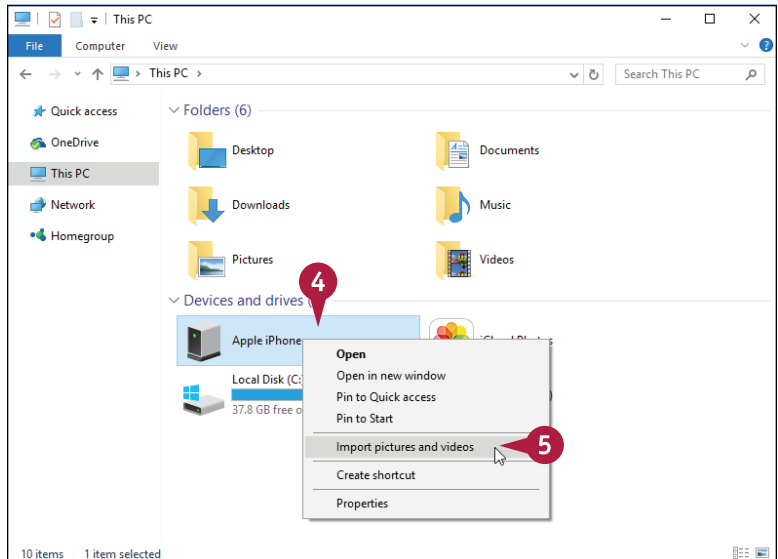 This PC
File Computer View
This PC Search This PC
Quick access
OneDrive
This PC
Network
Homegroup
Folders (6)
Desktop Documents
Downloads Music
Pictures Videos
4
Devices and drives
Apple iPhone
Local Disk (C:
37.8 GB free
Open
Open in new window
Pin to Quick access
Pin to Start
Import pictures and videos
5
Create shortcut
Properties
10 items 1 item selected